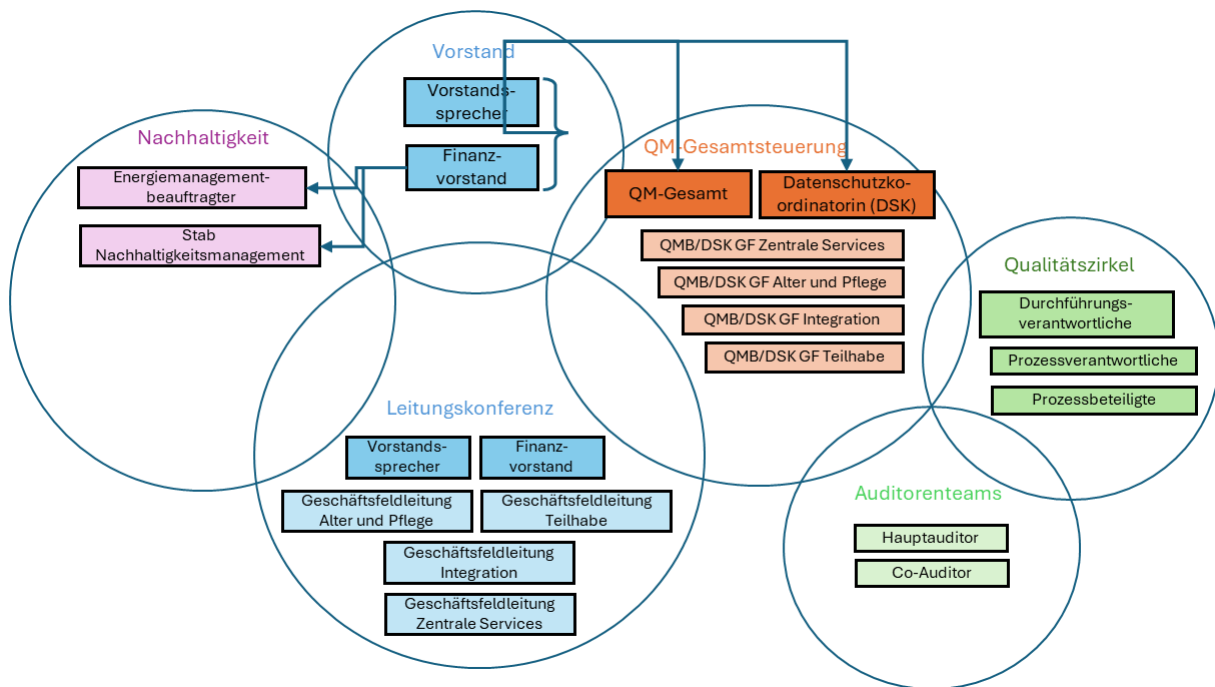 Vorstand
Vorstands-
sprecher
Finanz-
vorstand
Nachhaltigkeit
Energiemanagement-
beauftragter
Stab
Nachhaltigkeitsmanagement
QM-Gesamtsteuerung
QM-Gesamt
Datenschutzko-
ordinatorin (DSK)
QMB/DSK GF Zentrale Services
QMB/DSK GF Alter und Pflege
QMB/DSK GF Integration
QMB/DSK GF Teilhabe
Qualitätszirkel
Durchführungs-
verantwortliche
Prozessverantwortliche
Prozessbeteiligte
Leitungskonferenz
Vorstands-
sprecher
Finanz-
vorstand
Geschäftsfeldleitung
Alter und Pflege
Geschäftsfeldleitung
Teilhabe
Geschäftsfeldleitung
Integration
Geschäftsfeldleitung
Zentrale Services
Auditorenteams
Hauptauditor
Co-Auditor